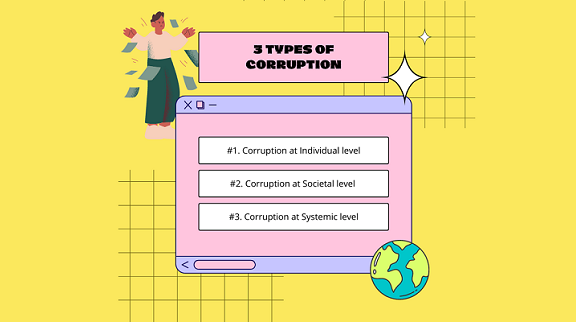 3 TYPES OF
CORRUPTION
#1. Corruption at Individual level
#2. Corruption at Societal level
#3. Corruption at Systemic level